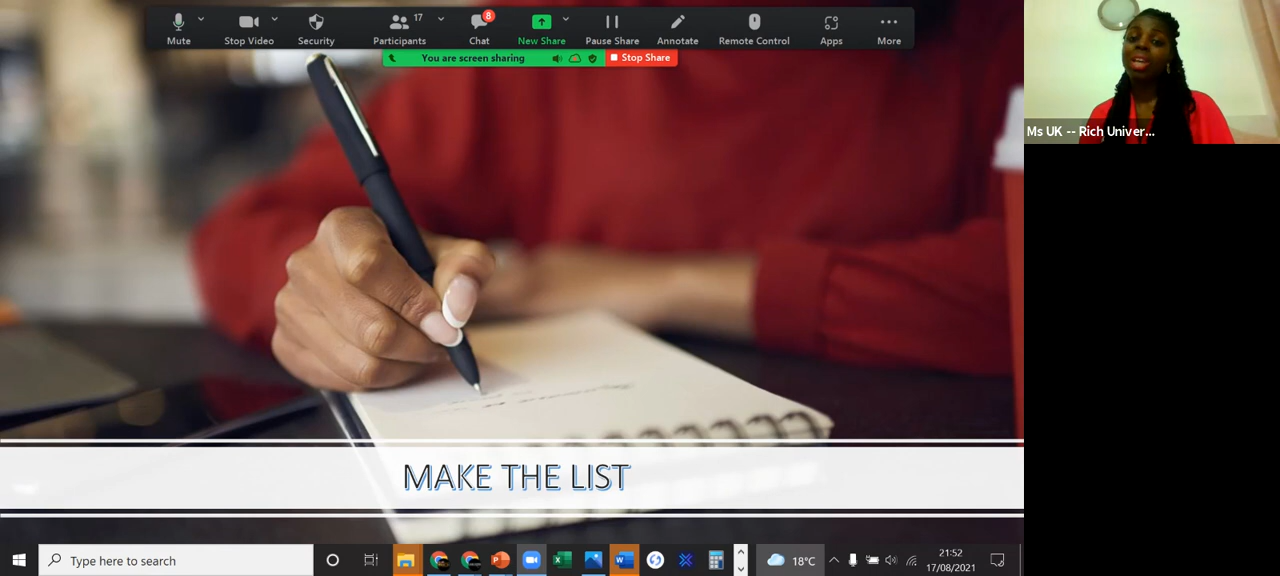 17
8
Mute
Stop Video
Security
Participants
Chat
New Share
Pause Share
Annotate
Remote Control
Apps
More
You are screen sharing
Stop Share
Ms UK -- Rich Univer...
MAKE THE LIST
Type here to search
18°C
21:52
17/08/2021